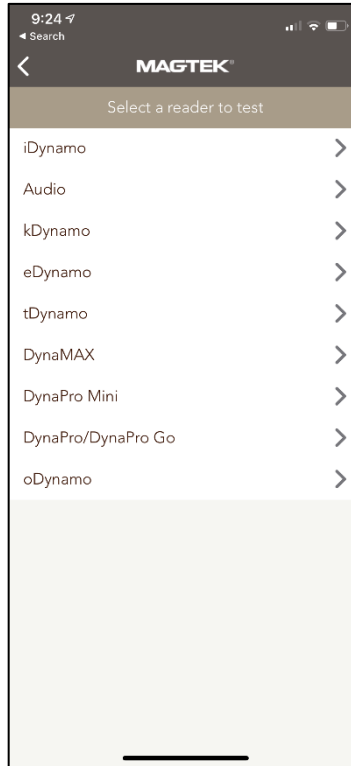 9:24
Search
MAGTEK®
Select a reader to test
iDynamo
Audio
kDynamo
eDynamo
tDynamo
DynaMAX
DynaPro Mini
DynaPro/DynaPro Go
oDynamo